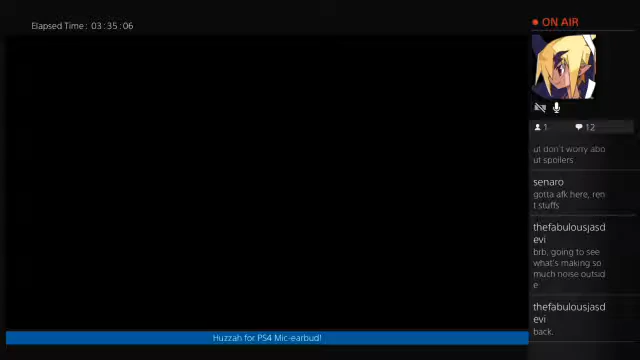 Elapsed Time : 03:35:06
ON AIR
1
12
ut don't worry abo
ut spoilers
senaro
gotta afk here, ren
t stuffs
thefabulousjasd
evi
brb, going to see
what's making so
much noise outsid
e
thefabulousjasd
evi
back.
Huzzah for PS4 Mic-earbud!